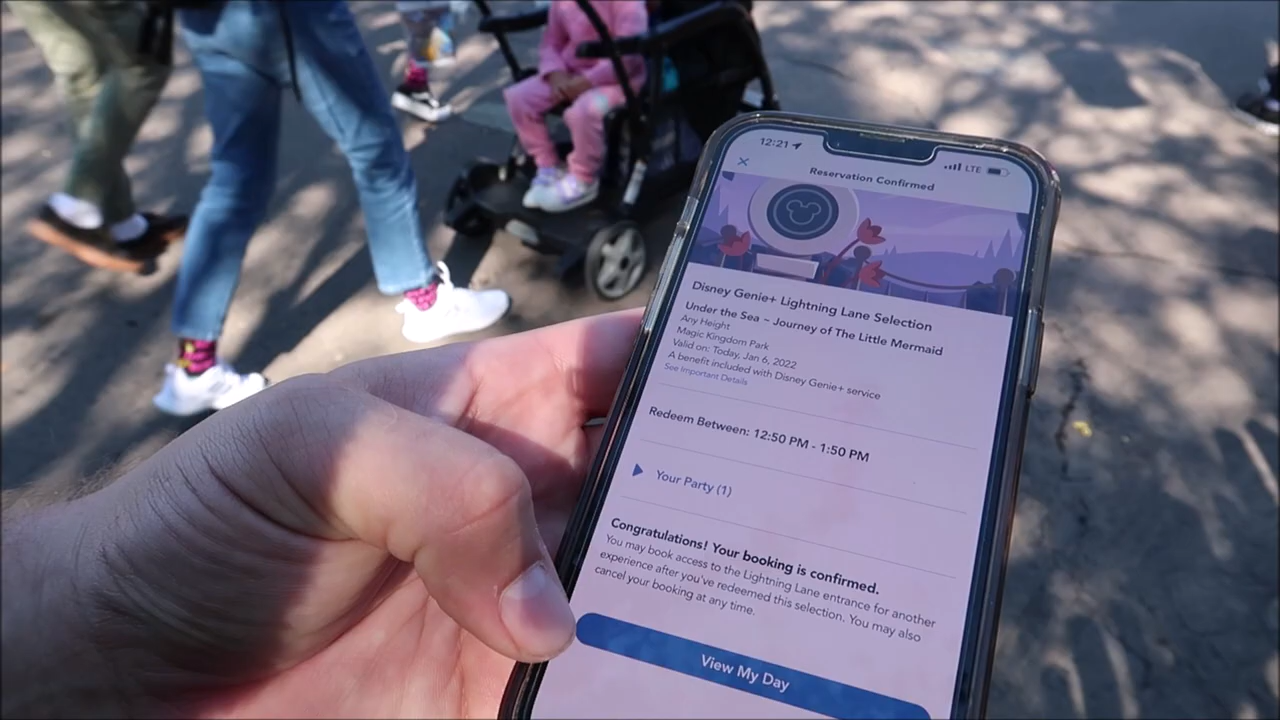 12:21
LTE
Reservation Confirmed
Disney Genie+ Lightning Lane Selection
Under the Sea ~ Journey of The Little Mermaid
Any Height
Magic Kingdom Park
Valid on: Today, Jan 6, 2022
A benefit included with Disney Genie+ service
See Important Details
Redeem Between: 12:50 PM - 1:50 PM
Your Party (1)
Congratulations! Your booking is confirmed.
You may book access to the Lightning Lane entrance for another
experience after you've redeemed this selection. You may also
cancel your booking at any time.
View My Day